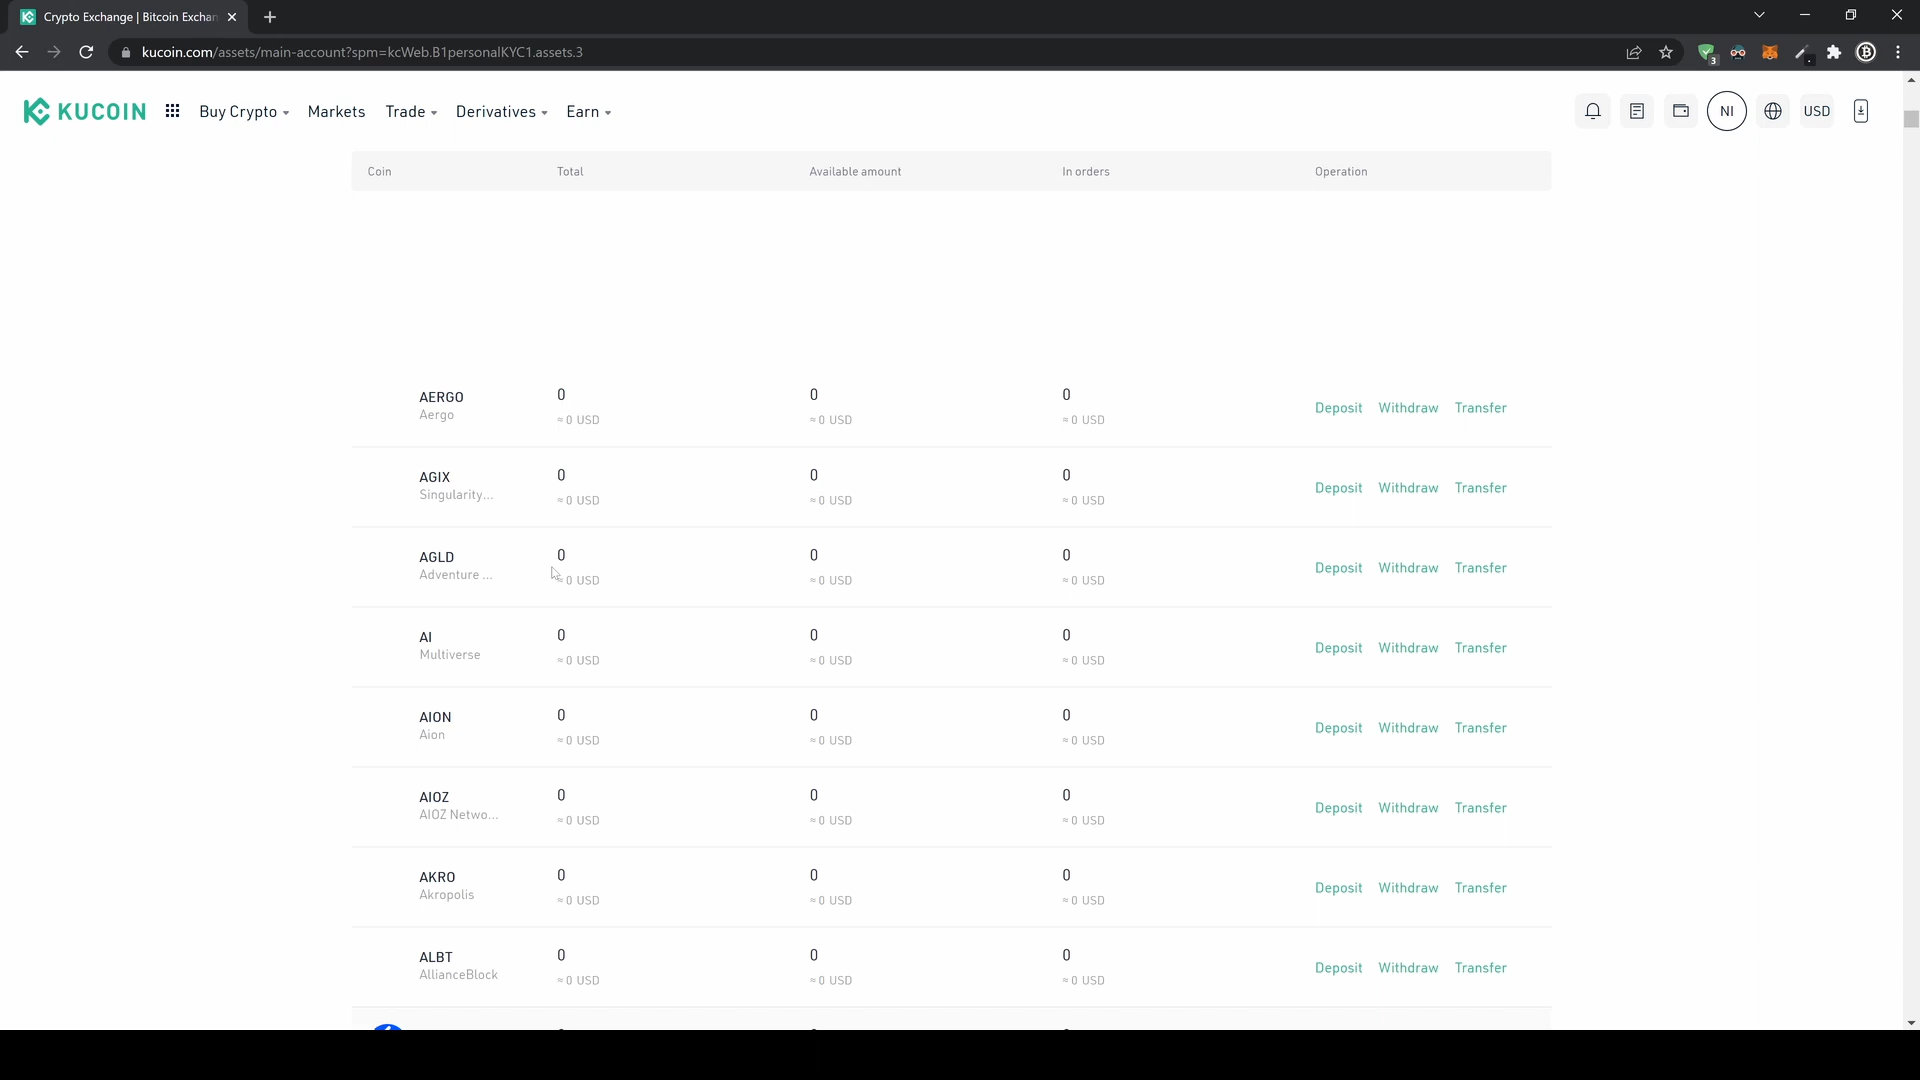 Crypto Exchange | Bitcoin Exchan
kucoin.com/assets/main-account?spm=kcWeb.B1personalKYC1.assets.3
3
KUCOIN Buy Crypto Markets Trade Derivatives Earn NI USD
Coin Total Available amount In orders Operation
AERGO 0 0 0
Aergo ≈ 0 USD ≈ 0 USD ≈ 0 USD Deposit Withdraw Transfer
AGIX 0 0 0
Singularity... ≈ 0 USD ≈ 0 USD ≈ 0 USD Deposit Withdraw Transfer
AGLD 0 0 0
Adventure ... ≈ 0 USD ≈ 0 USD ≈ 0 USD Deposit Withdraw Transfer
AI 0 0 0
Multiverse ≈ 0 USD ≈ 0 USD ≈ 0 USD Deposit Withdraw Transfer
AION 0 0 0
Aion ≈ 0 USD ≈ 0 USD ≈ 0 USD Deposit Withdraw Transfer
AIOZ 0 0 0
AIOZ Netwo... ≈ 0 USD ≈ 0 USD ≈ 0 USD Deposit Withdraw Transfer
AKRO 0 0 0
Akropolis ≈ 0 USD ≈ 0 USD ≈ 0 USD Deposit Withdraw Transfer
ALBT 0 0 0
AllianceBlock ≈ 0 USD ≈ 0 USD ≈ 0 USD Deposit Withdraw Transfer